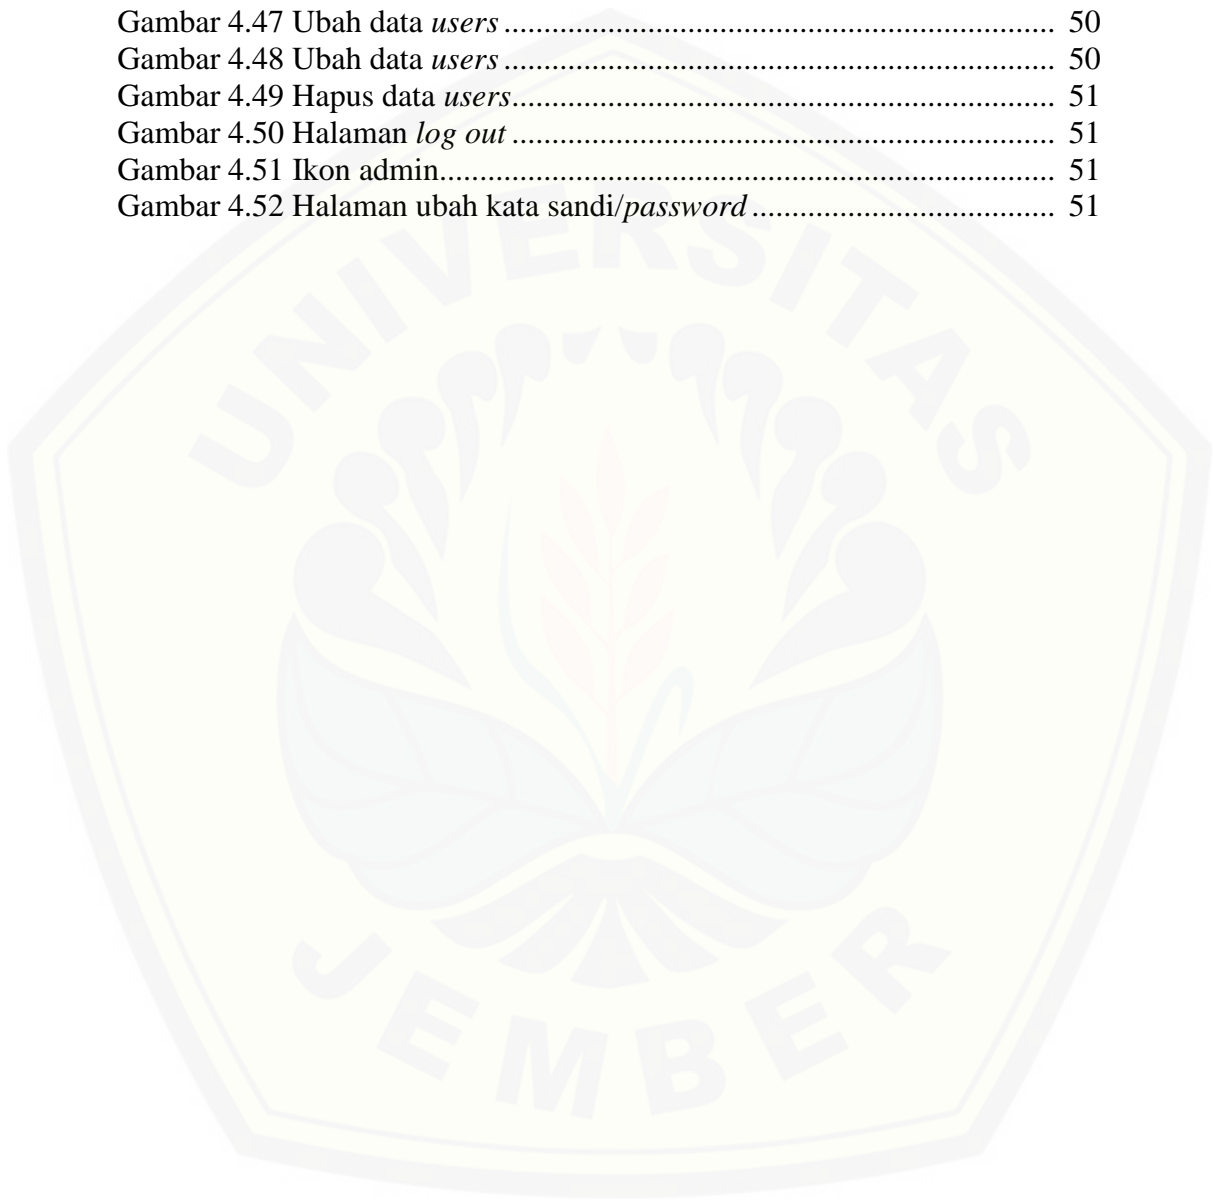 Gambar 4.47 Ubah data users ...................................................................... 50
Gambar 4.48 Ubah data users ...................................................................... 50
Gambar 4.49 Hapus data users..................................................................... 51
Gambar 4.50 Halaman log out ..................................................................... 51
Gambar 4.51 Ikon admin.............................................................................. 51
Gambar 4.52 Halaman ubah kata sandi/password ...................................... 51
UNIVERSITAS
JEMBER